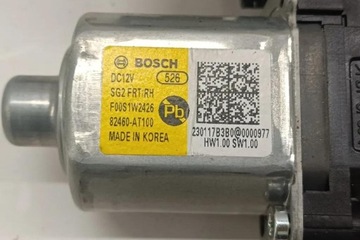 BOSCH
DC12V 526
SG2 FRT:RH
F00S1W2426
82460-AT100
MADE IN KOREA
Pb
230117B3B0@0000977
HW1.00 SW1.00